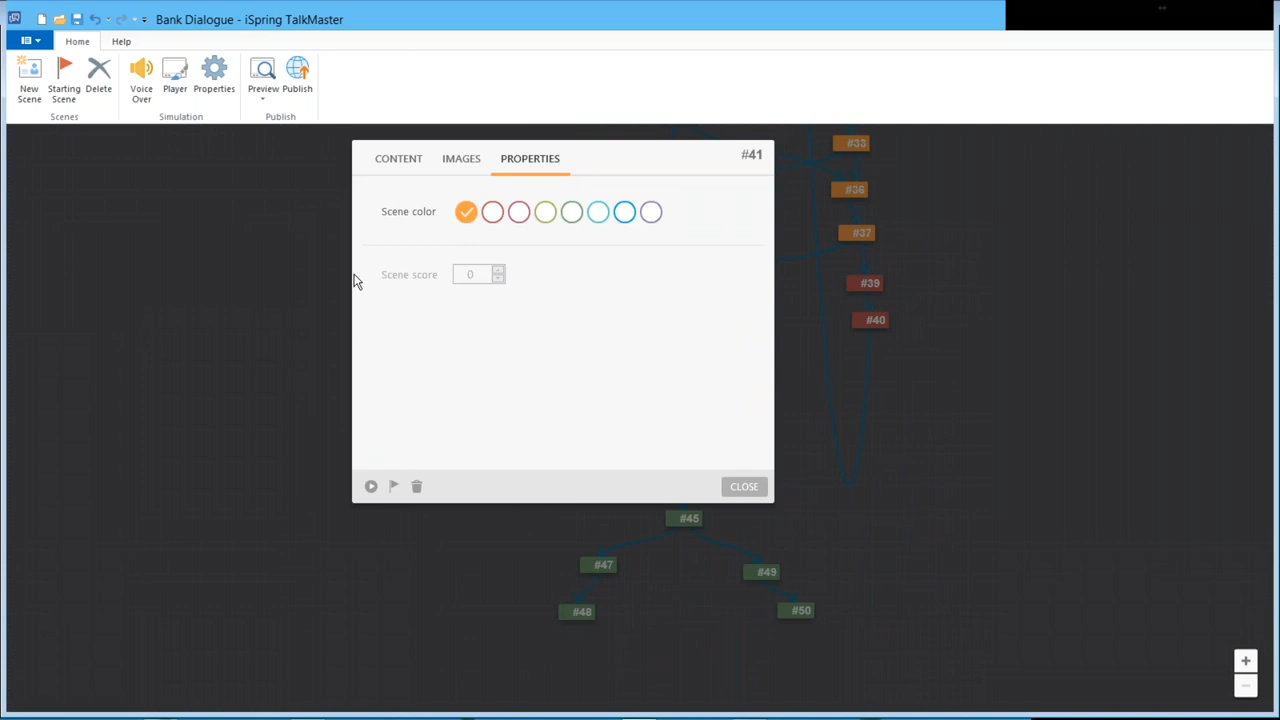 Bank Dialogue - iSpring TalkMaster
Home Help
New Scene
Starting Scene
Delete
Voice Over
Player
Properties
Preview
Publish
Scenes
Simulation
Publish
CONTENT IMAGES PROPERTIES #41
Scene color
Scene score 0
CLOSE
#33
#36
#37
#39
#40
#45
#47
#49
#48
#50